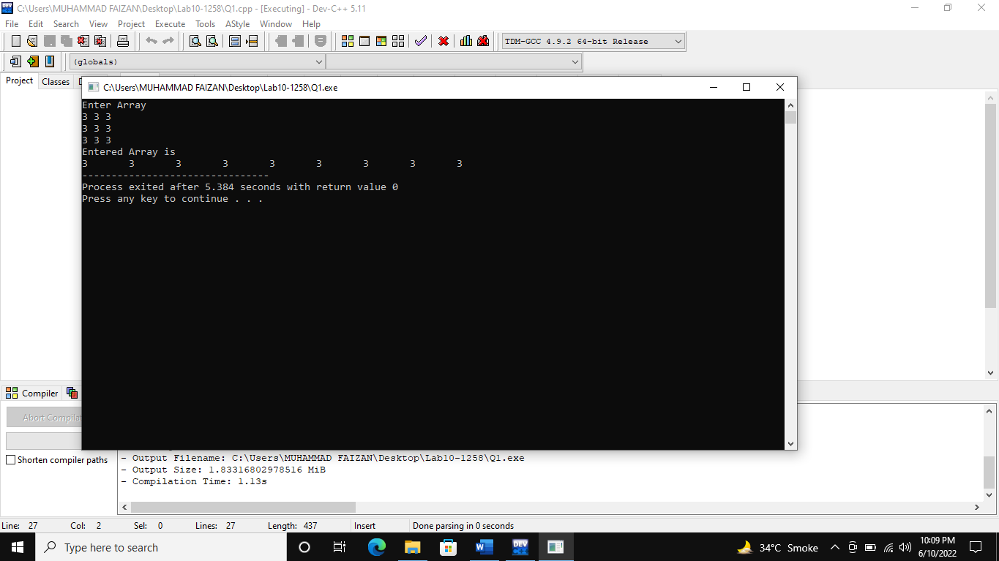 C:\Users\MUHAMMAD FAIZAN\Desktop\Lab10-1258\Q1.cpp - [Executing] - Dev-C++ 5.11
File Edit Search View Project Execute Tools AStyle Window Help
TDM-GCC 4.9.2 64-bit Release
(globals)
Project Classes
C:\Users\MUHAMMAD FAIZAN\Desktop\Lab10-1258\Q1.exe
Enter Array
3 3 3
3 3 3
3 3 3
Entered Array is
3 3 3 3 3 3 3 3 3
--------------------------------
Process exited after 5.384 seconds with return value 0
Press any key to continue . . .
Compiler
Abort
Shorten compiler paths
- Output Filename: C:\Users\MUHAMMAD FAIZAN\Desktop\Lab10-1258\Q1.exe
- Output Size: 1.83316802978516 MiB
- Compilation Time: 1.13s
Line: 27 Col: 2 Sel: 0 Lines: 27 Length: 437 Insert Done parsing in 0 seconds
Type here to search
DEV C++
34°C Smoke
10:09 PM
6/10/2022